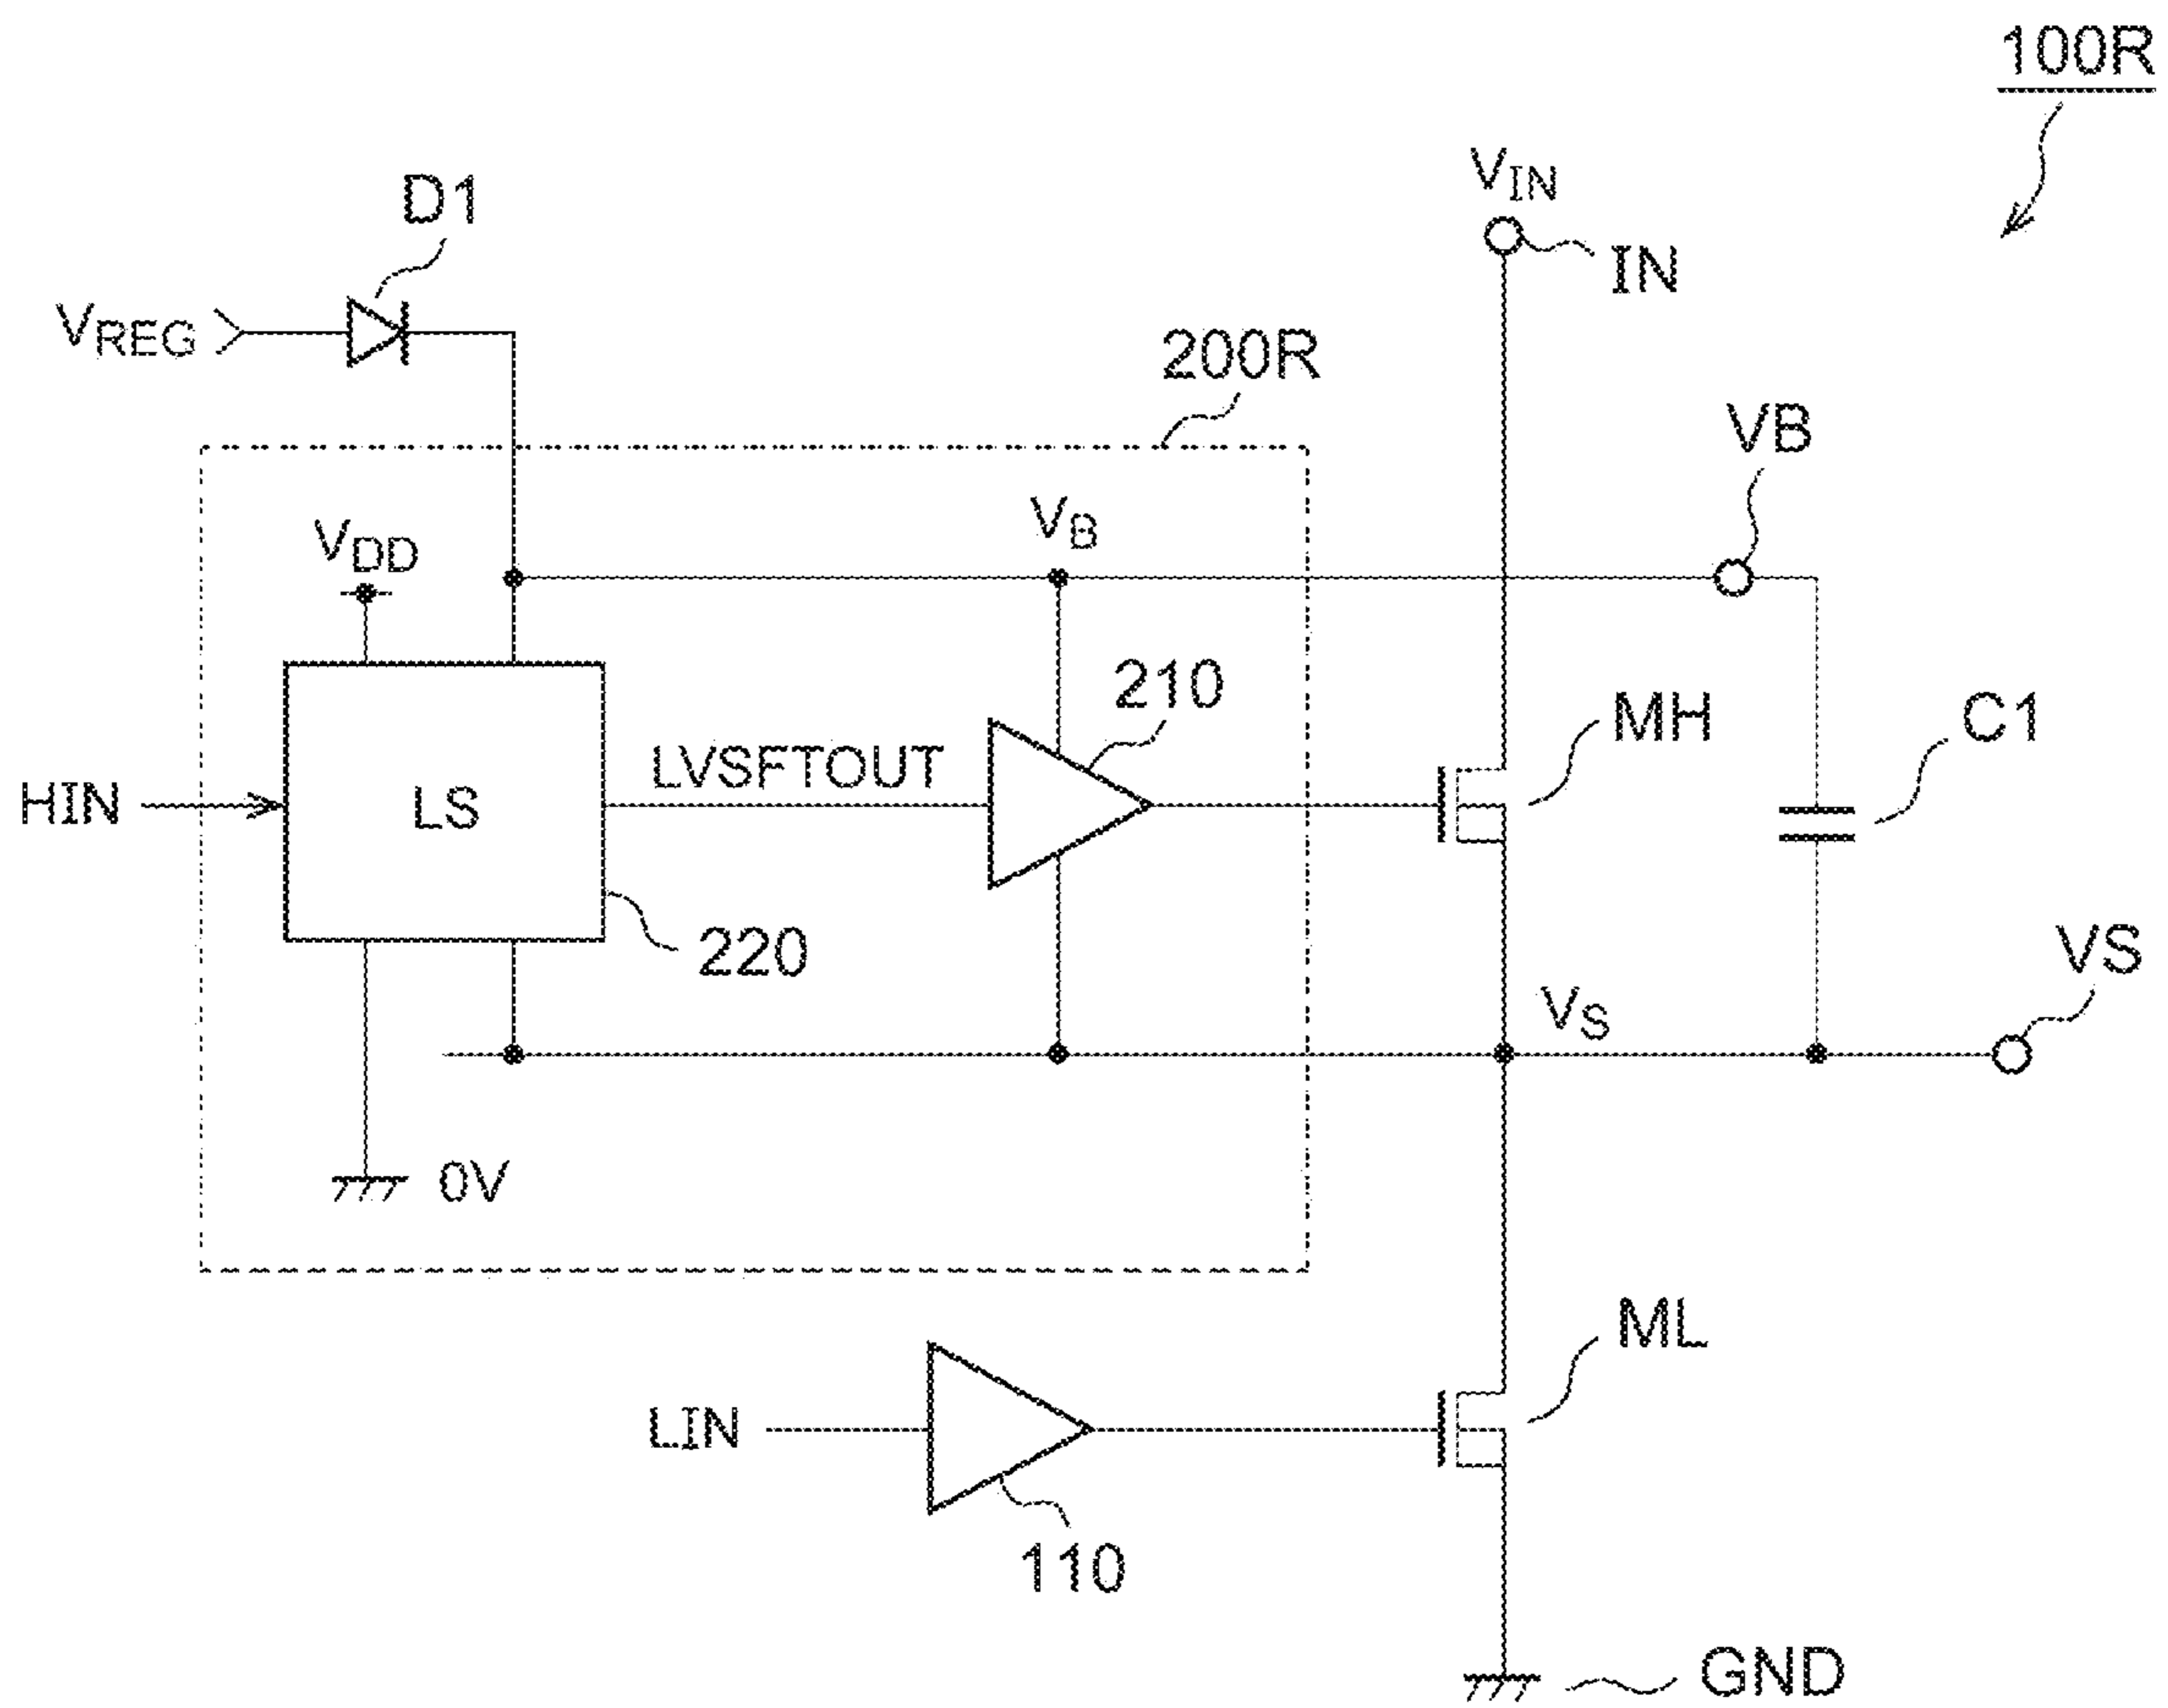 100R
VIN
IN
D1
VREG
200R
VB
VDD
VB
210
MH
C1
LVSFTOUT
HIN
LS
220
VS
VS
0V
ML
LIN
110
GND